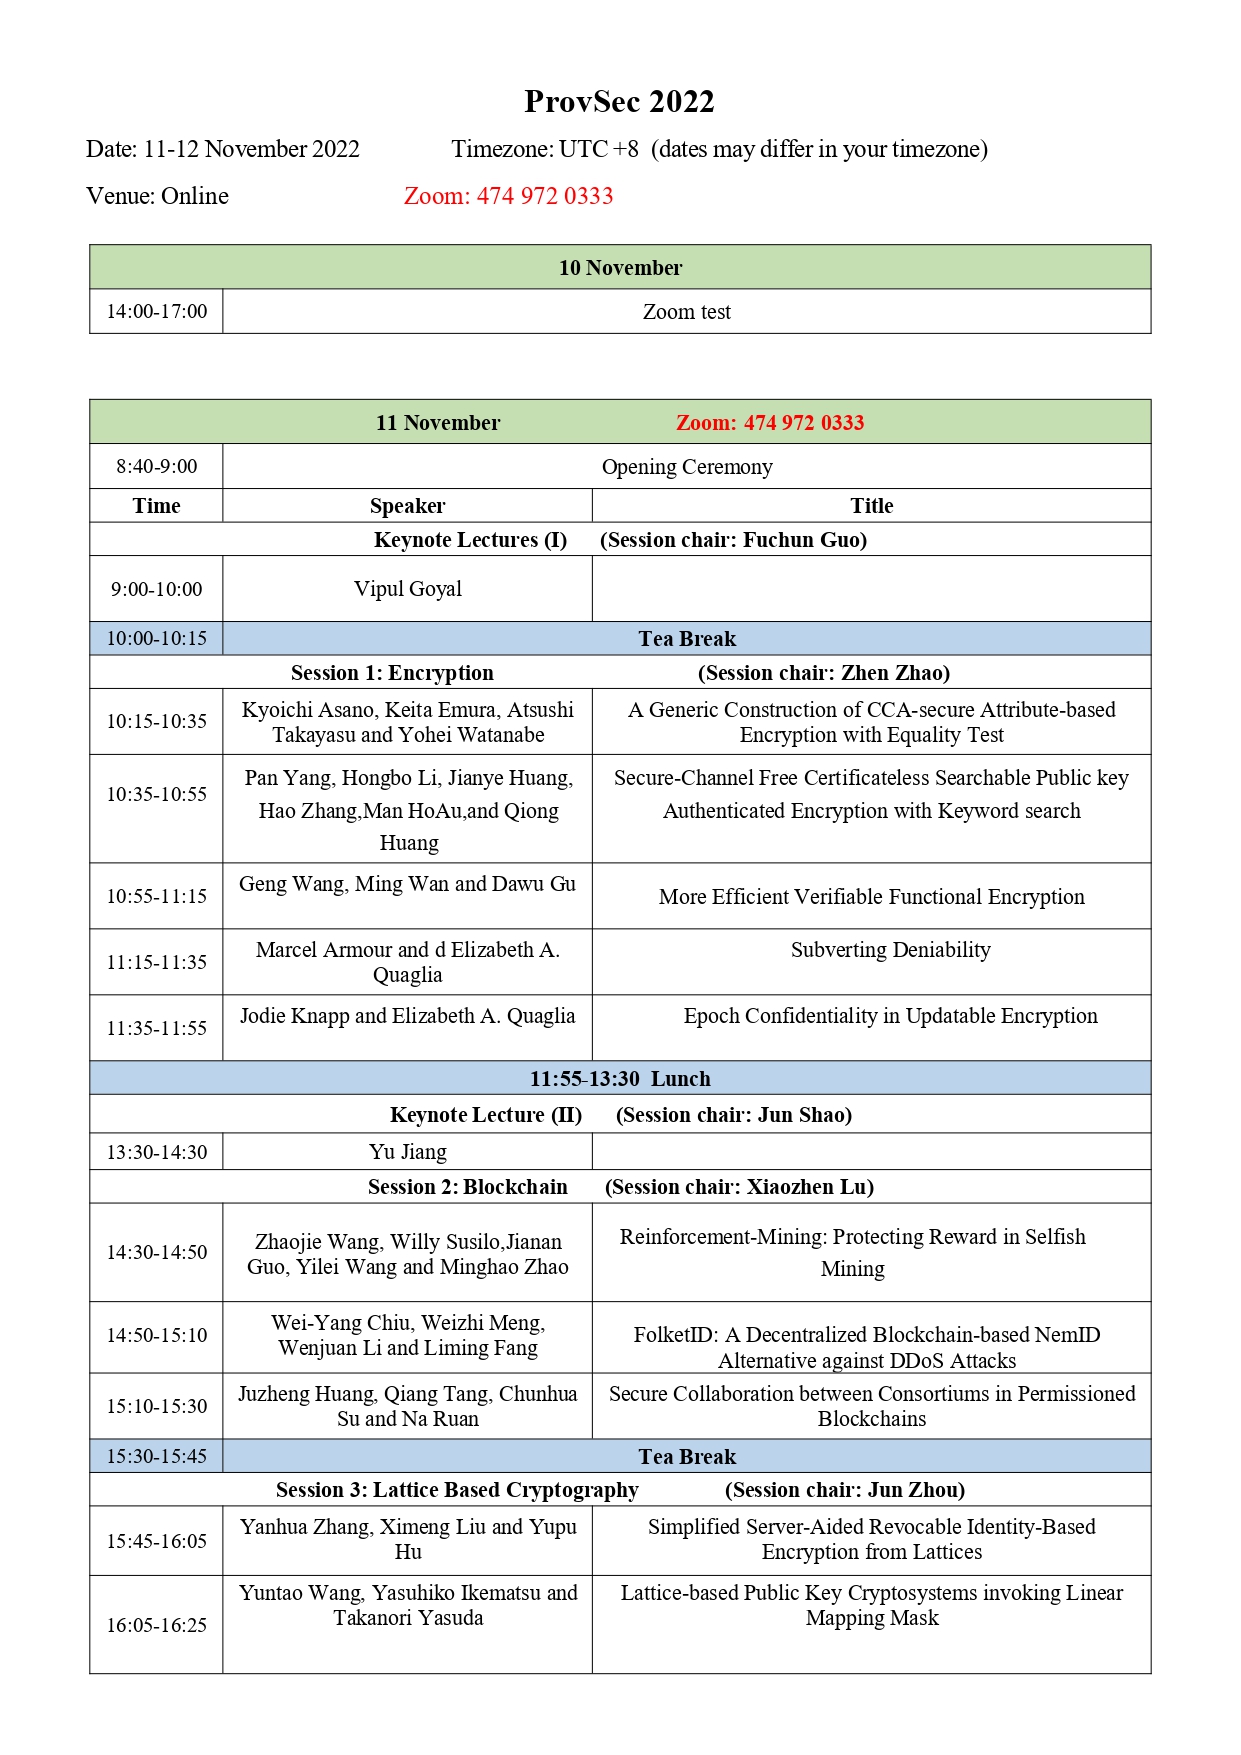 ProvSec 2022
Date: 11-12 November 2022 Timezone: UTC +8 (dates may differ in your timezone)
Venue: Online Zoom: 474 972 0333
10 November
14:00-17:00 Zoom test
11 November Zoom: 474 972 0333
8:40-9:00 Opening Ceremony
Time Speaker Title
Keynote Lectures (I) (Session chair: Fuchun Guo)
9:00-10:00 Vipul Goyal
10:00-10:15 Tea Break
Session 1: Encryption (Session chair: Zhen Zhao)
10:15-10:35
Kyoichi Asano, Keita Emura, Atsushi
Takayasu and Yohei Watanabe
A Generic Construction of CCA-secure Attribute-based
Encryption with Equality Test
10:35-10:55
Pan Yang, Hongbo Li, Jianye Huang,
Hao Zhang,Man HoAu,and Qiong
Huang
Secure-Channel Free Certificateless Searchable Public key
Authenticated Encryption with Keyword search
10:55-11:15
Geng Wang, Ming Wan and Dawu Gu
More Efficient Verifiable Functional Encryption
11:15-11:35
Marcel Armour and d Elizabeth A.
Quaglia
Subverting Deniability
11:35-11:55
Jodie Knapp and Elizabeth A. Quaglia
Epoch Confidentiality in Updatable Encryption
11:55-13:30 Lunch
Keynote Lecture (II) (Session chair: Jun Shao)
13:30-14:30 Yu Jiang
Session 2: Blockchain (Session chair: Xiaozhen Lu)
14:30-14:50
Zhaojie Wang, Willy Susilo,Jianan
Guo, Yilei Wang and Minghao Zhao
Reinforcement-Mining: Protecting Reward in Selfish
Mining
14:50-15:10
Wei-Yang Chiu, Weizhi Meng,
Wenjuan Li and Liming Fang
FolketID: A Decentralized Blockchain-based NemID
Alternative against DDoS Attacks
15:10-15:30
Juzheng Huang, Qiang Tang, Chunhua
Su and Na Ruan
Secure Collaboration between Consortiums in Permissioned
Blockchains
15:30-15:45 Tea Break
Session 3: Lattice Based Cryptography (Session chair: Jun Zhou)
15:45-16:05
Yanhua Zhang, Ximeng Liu and Yupu
Hu
Simplified Server-Aided Revocable Identity-Based
Encryption from Lattices
16:05-16:25
Yuntao Wang, Yasuhiko Ikematsu and
Takanori Yasuda
Lattice-based Public Key Cryptosystems invoking Linear
Mapping Mask